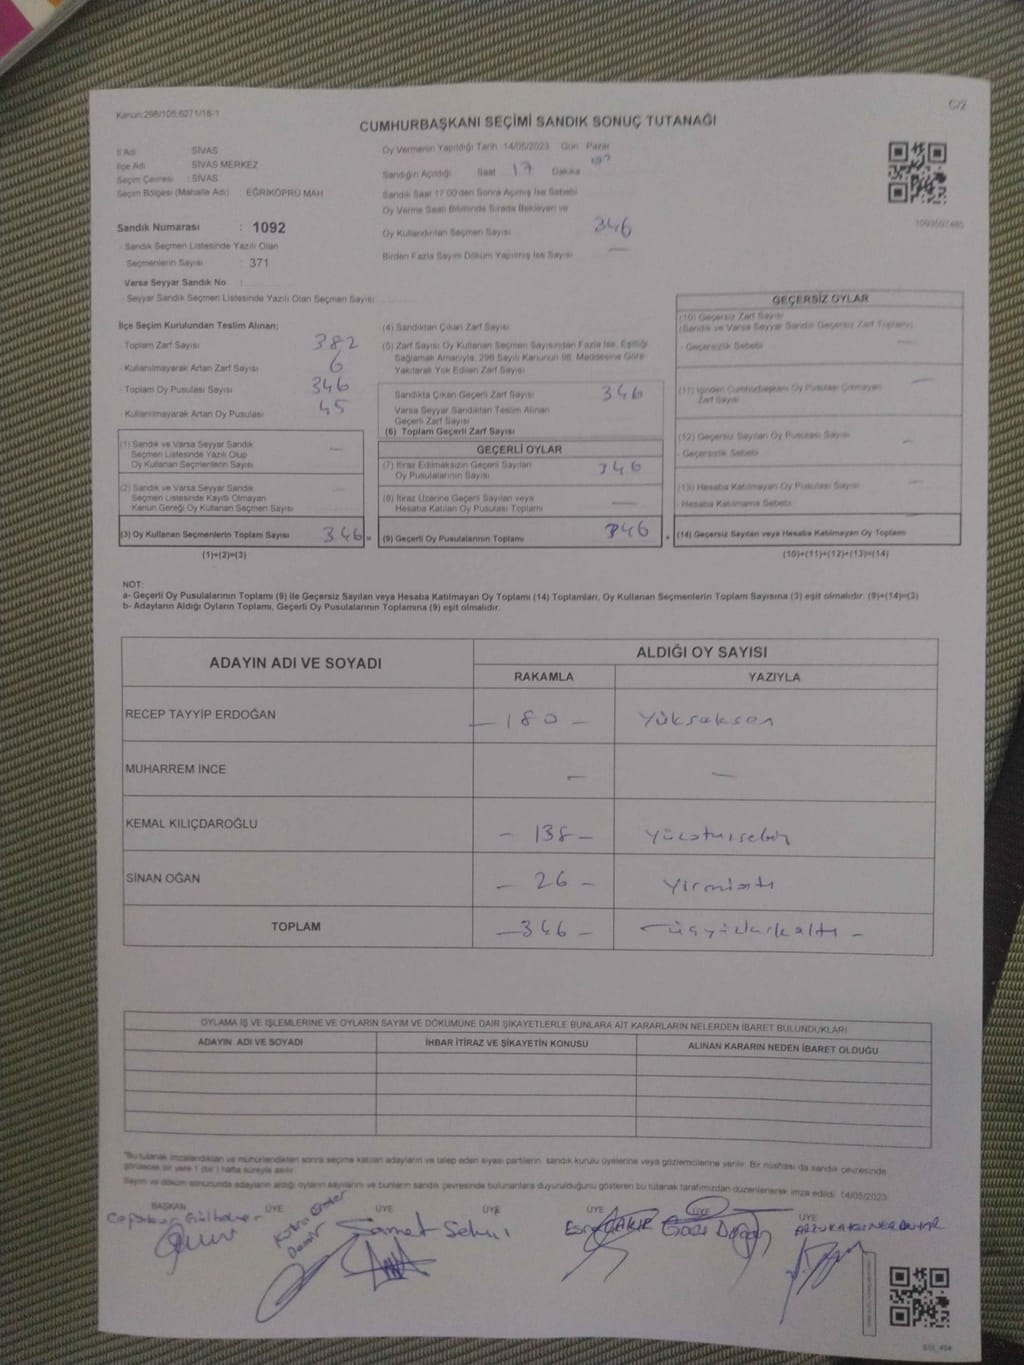 Kanun:298/105;6271/18-1
C/2
CUMHURBAŞKANI SEÇİMİ SANDIK SONUÇ TUTANAĞI
İl Adı SİVAS
İlçe Adı SİVAS MERKEZ
Seçim Çevresi : SİVAS
Seçim Bölgesi (Mahalle Adı) EĞRİKÖPRÜ MAH
Sandık Numarası : 1092
- Sandık Seçmen Listesinde Yazılı Olan
Seçmenlerin Sayısı : 371
Varsa Seyyar Sandık No :
- Seyyar Sandık Seçmen Listesinde Yazılı Olan Seçmen Sayısı:
Oy Vermenin Yapıldığı Tarih 14/05/2023 Gün Pazar
Sandığın Açıldığı Saat 17 Dakika
Sandık Saat 17:00'den Sonra Açılmış İse Sebebi
Oy Verme Saati Bitiminde Sırada Bekleyen ve
Oy Kullandırılan Seçmen Sayısı 346
Birden Fazla Sayım Döküm Yapılmış İse Sayısı —
İlçe Seçim Kurulundan Teslim Alınan;
- Toplam Zarf Sayısı 382
- Kullanılmayarak Artan Zarf Sayısı 6
- Toplam Oy Pusulası Sayısı 346
- Kullanılmayarak Artan Oy Pusulası 45
(1) Sandık ve Varsa Seyyar Sandık
Seçmen Listesinde Yazılı Olup
Oy Kullanan Seçmenlerin Sayısı —
(2) Sandık ve Varsa Seyyar Sandık
Seçmen Listesinde Kayıtlı Olmayan
Kanun Gereği Oy Kullanan Seçmen Sayısı —
(3) Oy Kullanan Seçmenlerin Toplam Sayısı 346 =
(1)+(2)=(3)
(4) Sandıktan Çıkan Zarf Sayısı
(5) Zarf Sayısı Oy Kullanan Seçmen Sayısından Fazla İse, Eşitliği
Sağlamak Amacıyla, 298 Sayılı Kanunun 98. Maddesine Göre
Yakılarak Yok Edilen Zarf Sayısı
Sandıkta Çıkan Geçerli Zarf Sayısı 346
Varsa Seyyar Sandıktan Teslim Alınan
Geçerli Zarf Sayısı
(6) Toplam Geçerli Zarf Sayısı
GEÇERLİ OYLAR
(7) İtiraz Edilmeksizin Geçerli Sayılan
Oy Pusulalarının Sayısı 346
(8) İtiraz Üzerine Geçerli Sayılan veya
Hesaba Katılan Oy Pusulası Toplamı —
(9) Geçerli Oy Pusulalarının Toplamı 346 +
GEÇERSİZ OYLAR
(10) Geçersiz Zarf Sayısı
(Sandık ve Varsa Seyyar Sandık Geçersiz Zarf Toplamı)
- Geçersizlik Sebebi —
(11) İçinden Cumhurbaşkanı Oy Pusulası Çıkmayan
Zarf Sayısı —
(12) Geçersiz Sayılan Oy Pusulası Sayısı —
- Geçersizlik Sebebi
(13) Hesaba Katılmayan Oy Pusulası Sayısı —
- Hesaba Katılmama Sebebi
(14) Geçersiz Sayılan veya Hesaba Katılmayan Oy Toplamı
(10)+(11)+(12)+(13)=(14)
NOT:
a- Geçerli Oy Pusulalarının Toplamı (9) ile Geçersiz Sayılan veya Hesaba Katılmayan Oy Toplamı (14) Toplamları, Oy Kullanan Seçmenlerin Toplam Sayısına (3) eşit olmalıdır. (9)+(14)=(3)
b- Adayların Aldığı Oyların Toplamı, Geçerli Oy Pusulalarının Toplamına (9) eşit olmalıdır.
ADAYIN ADI VE SOYADI
ALDIĞI OY SAYISI
RAKAMLA YAZIYLA
RECEP TAYYİP ERDOĞAN — 180 — Yükseksen
MUHARREM İNCE — —
KEMAL KILIÇDAROĞLU — 138 —
SİNAN OĞAN — 26 — Yirmialtı
TOPLAM — 346 —
OYLAMA İŞ VE İŞLEMLERİNE VE OYLARIN SAYIM VE DÖKÜMÜNE DAİR ŞİKAYETLERLE BUNLARA AİT KARARLARIN NELERDEN İBARET BULUNDUKLARI
ADAYIN ADI VE SOYADI İHBAR İTİRAZ VE ŞİKAYETİN KONUSU ALINAN KARARIN NEDEN İBARET OLDUĞU
*Bu tutanak imzalandıktan ve mühürlendikten sonra seçime katılan adayların ve talep eden siyasi partilerin sandık kurulu üyelerine veya gözlemcilerine verilir. Bir nüshası da sandık çevresinde
görülecek bir yere 1 (bir ) hafta süreyle asılır.
Sayım ve döküm sonucunda adayların aldığı oyların sayılarını ve bunların sandık çevresinde bulunanlara duyurulduğunu gösteren bu tutanak tarafımızdan düzenlenerek imza edildi. 14/05/2023
BAŞKAN ÜYE ÜYE ÜYE ÜYE ÜYE ÜYE
Samet